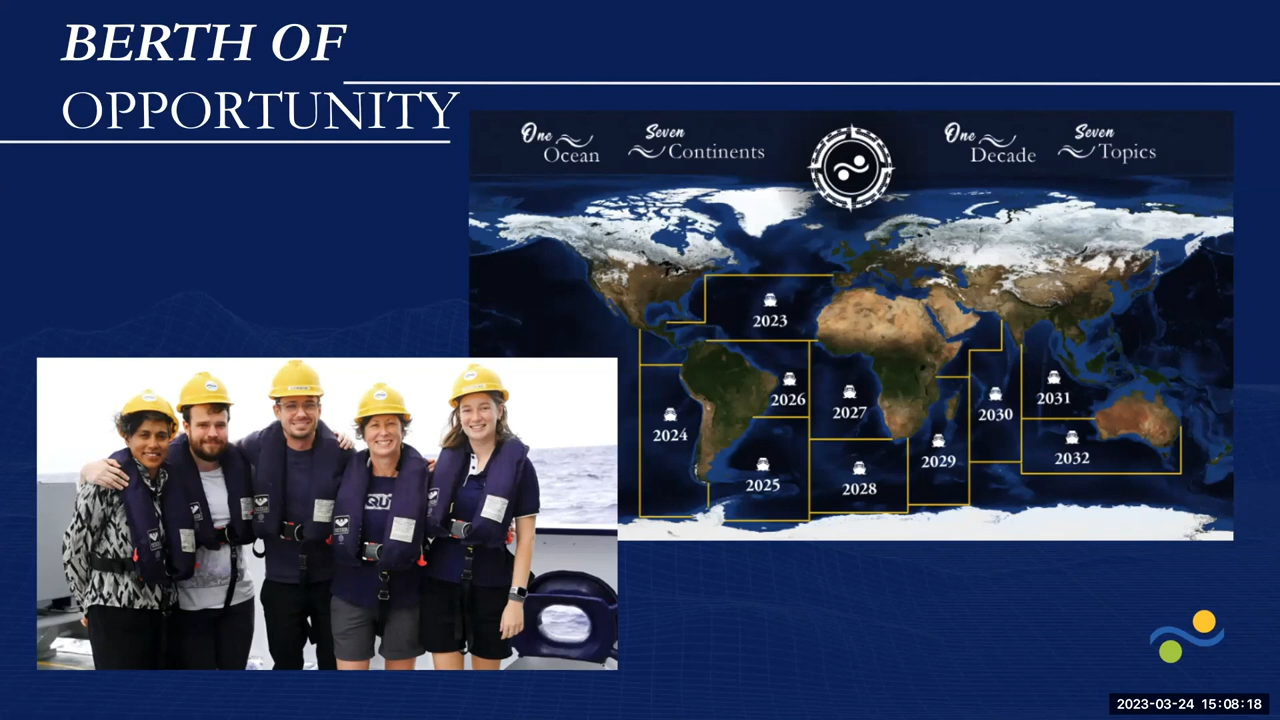 BERTH OF
OPPORTUNITY
One Ocean
Seven Continents
One Decade
Seven Topics
2023
2024
2025
2026
2027
2028
2029
2030
2031
2032
2023-03-24 15:08:18